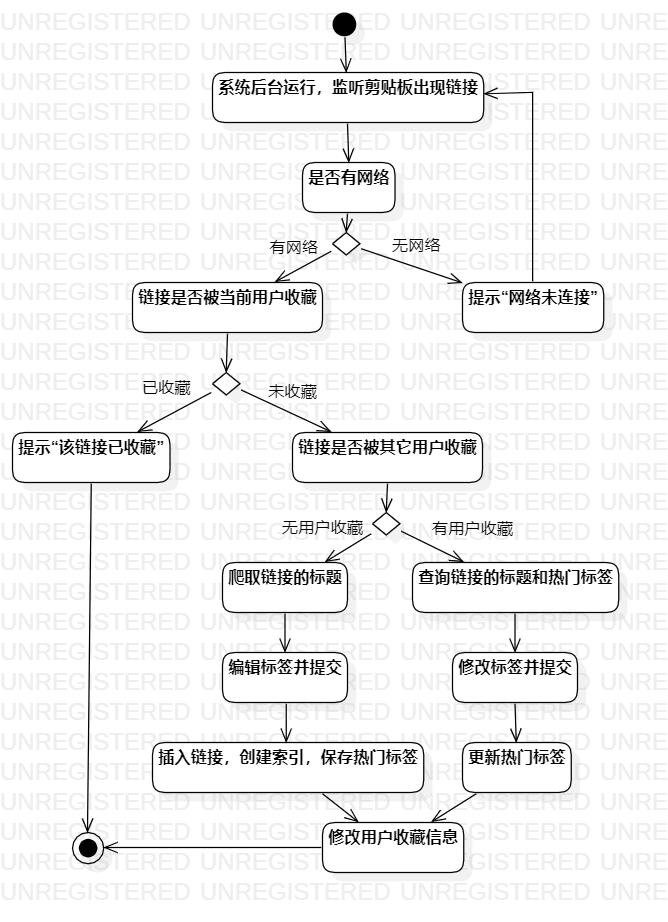 系统后台运行，监听剪贴板出现链接
是否有网络
有网络
无网络
链接是否被当前用户收藏
提示“网络未连接”
已收藏
未收藏
提示“该链接已收藏”
链接是否被其它用户收藏
无用户收藏
有用户收藏
爬取链接的标题
查询链接的标题和热门标签
编辑标签并提交
修改标签并提交
插入链接，创建索引，保存热门标签
更新热门标签
修改用户收藏信息
UNREGISTERED